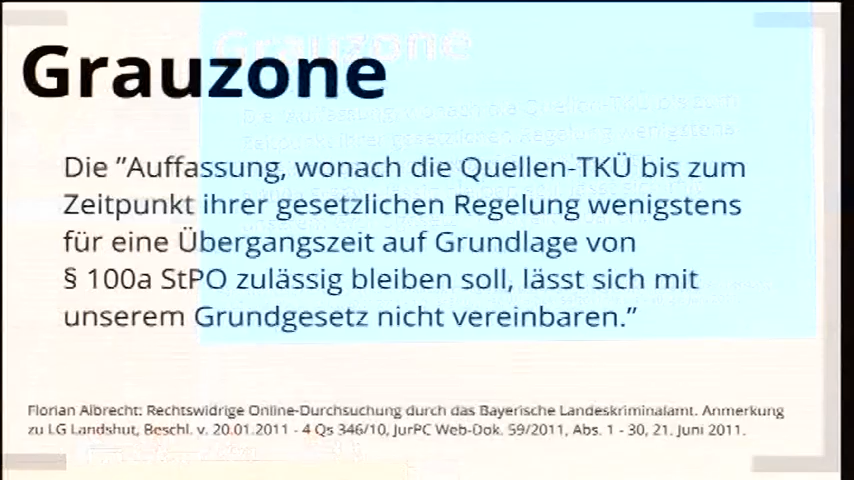 Grauzone
Die ”Auffassung, wonach die Quellen-TKÜ bis zum
Zeitpunkt ihrer gesetzlichen Regelung wenigstens
für eine Übergangszeit auf Grundlage von
§ 100a StPO zulässig bleiben soll, lässt sich mit
unserem Grundgesetz nicht vereinbaren.”
Florian Albrecht: Rechtswidrige Online-Durchsuchung durch das Bayerische Landeskriminalamt. Anmerkung
zu LG Landshut, Beschl. v. 20.01.2011 - 4 Qs 346/10, JurPC Web-Dok. 59/2011, Abs. 1 - 30, 21. Juni 2011.